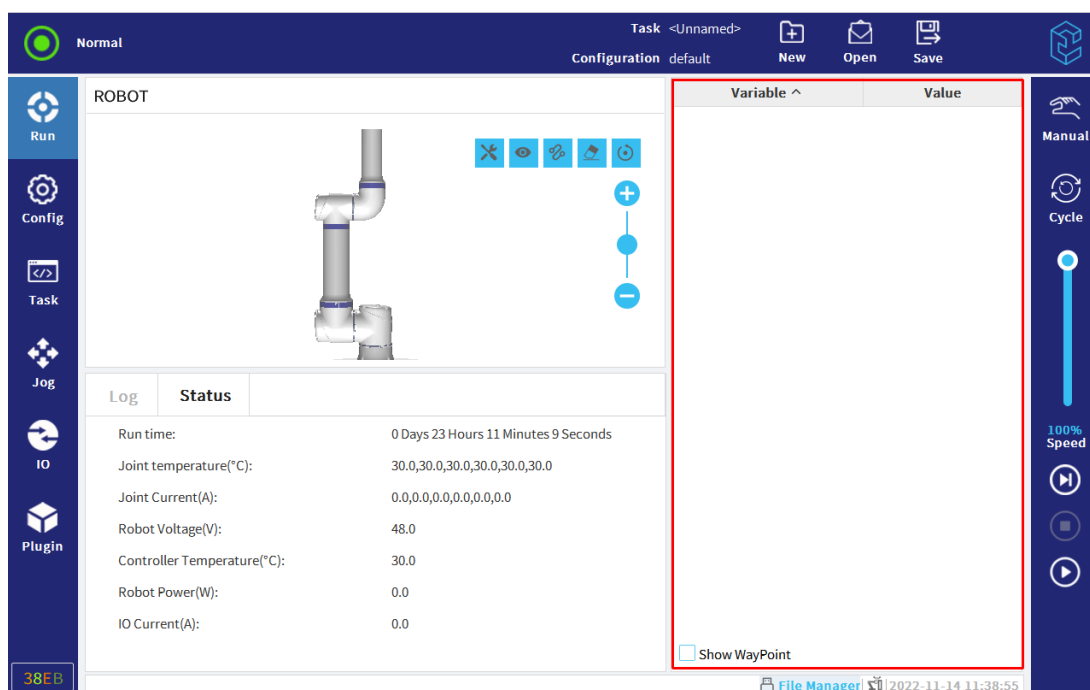 Normal
Task <Unnamed>
Configuration default
New
Open
Save
Run
Config
Task
Jog
IO
Plugin
38EB
ROBOT
Log
Status
Run time: 0 Days 23 Hours 11 Minutes 9 Seconds
Joint temperature(°C): 30.0,30.0,30.0,30.0,30.0,30.0
Joint Current(A): 0.0,0.0,0.0,0.0,0.0,0.0
Robot Voltage(V): 48.0
Controller Temperature(°C): 30.0
Robot Power(W): 0.0
IO Current(A): 0.0
Variable ^ Value
Show WayPoint
File Manager 2022-11-14 11:38:55
Manual
Cycle
100%
Speed